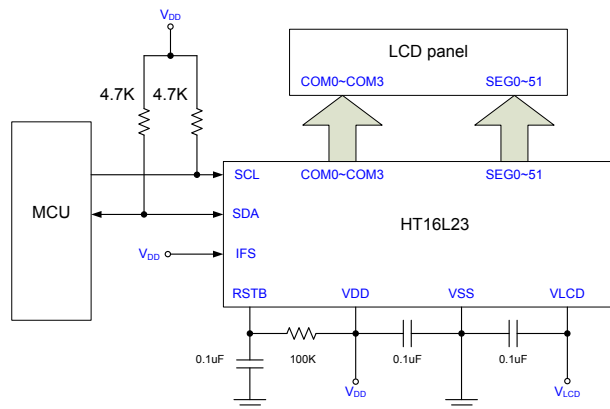 VDD
LCD panel
COM0~COM3 SEG0~51
4.7K 4.7K
COM0~COM3 SEG0~51
SCL
MCU
SDA
HT16L23
VDD
IFS
RSTB VDD VSS VLCD
0.1uF 100K 0.1uF 0.1uF
VDD VLCD